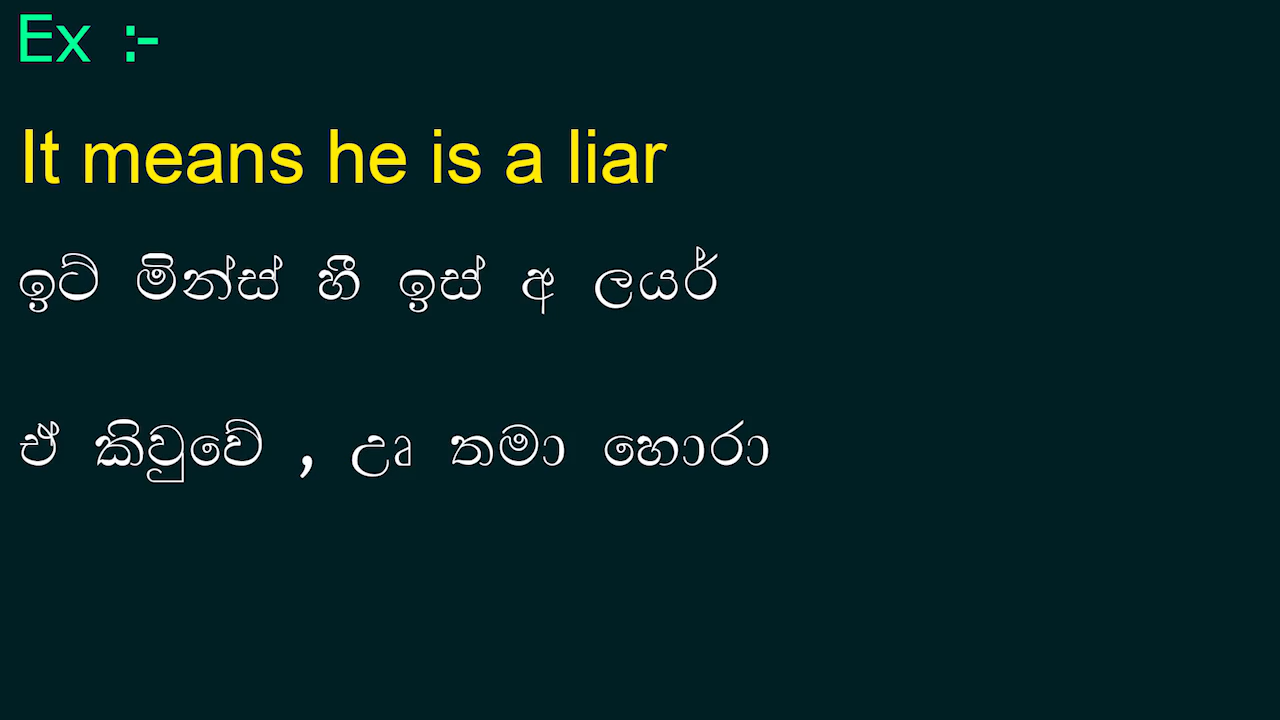 Ex :-
It means he is a liar
ඉට් මින්ස් හී ඉස් අ ලයර්
ඒ කිව්වුවේ , උෘ තමා හොරා